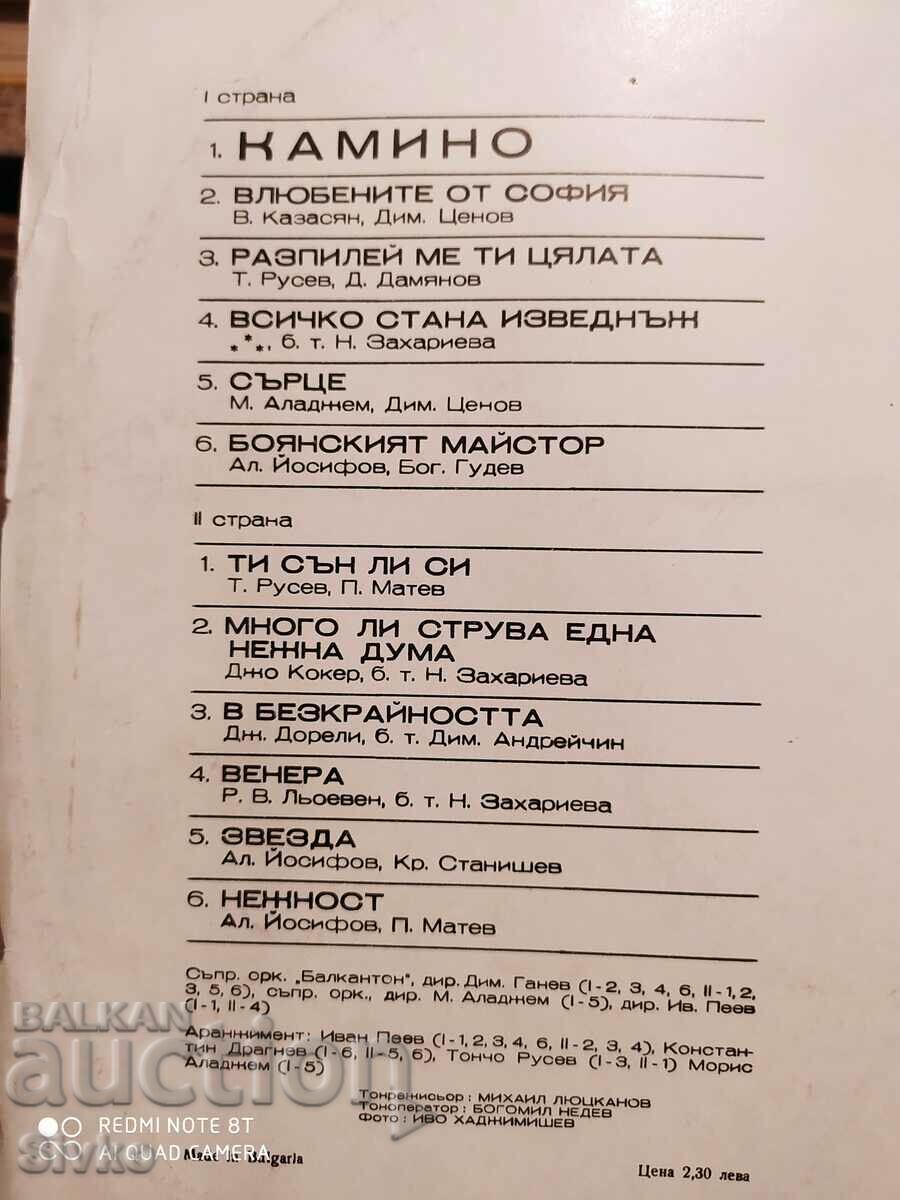 I страна
1. КАМИНО
2. ВЛЮБЕНИТЕ ОТ СОФИЯ
В. Казасян, Дим. Ценов
3. РАЗПИЛЕЙ МЕ ТИ ЦЯЛАТА
Т. Русев, Д. Дамянов
4. ВСИЧКО СТАНА ИЗВЕДНЪЖ
***, б. т. Н. Захариева
5. СЪРЦЕ
М. Аладжем, Дим. Ценов
6. БОЯНСКИЯТ МАЙСТОР
Ал. Йосифов, Бог. Гудев
II страна
1. ТИ СЪН ЛИ СИ
Т. Русев, П. Матев
2. МНОГО ЛИ СТРУВА ЕДНА
НЕЖНА ДУМА
Джо Кокер, б. т. Н. Захариева
3. В БЕЗКРАЙНОСТТА
Дж. Дорели, б. т. Дим. Андрейчин
4. ВЕНЕРА
Р. В. Льоевен, б. т. Н. Захариева
5. ЗВЕЗДА
Ал. Йосифов, Кр. Станишев
6. НЕЖНОСТ
Ал. Йосифов, П. Матев
Съпр. орк. „Балкантон", дир. Дим. Ганев (I-2, 3, 4, 6, II-1, 2,
3, 5, 6), съпр. орк., дир. М. Аладжем (I-5), дир. Ив. Пеев
(I-1, II-4)
Аранжимент: Иван Пеев (I-1, 2, 3, 4, 6, II-2, 3, 4), Констан-
тин Драгнев (I-6, II-5, 6), Тончо Русев (I-3, II-1) Морис
Аладжем (I-5)
Тонрежисьор : МИХАИЛ ЛЮЦКАНОВ
Тоноператор : БОГОМИЛ НЕДЕВ
Фото : ИВО ХАДЖИМИШЕВ
Made in Bulgaria
Цена 2,30 лева
BALKAN
auction
REDMI NOTE 8T
AI QUAD CAMERA
Sivko